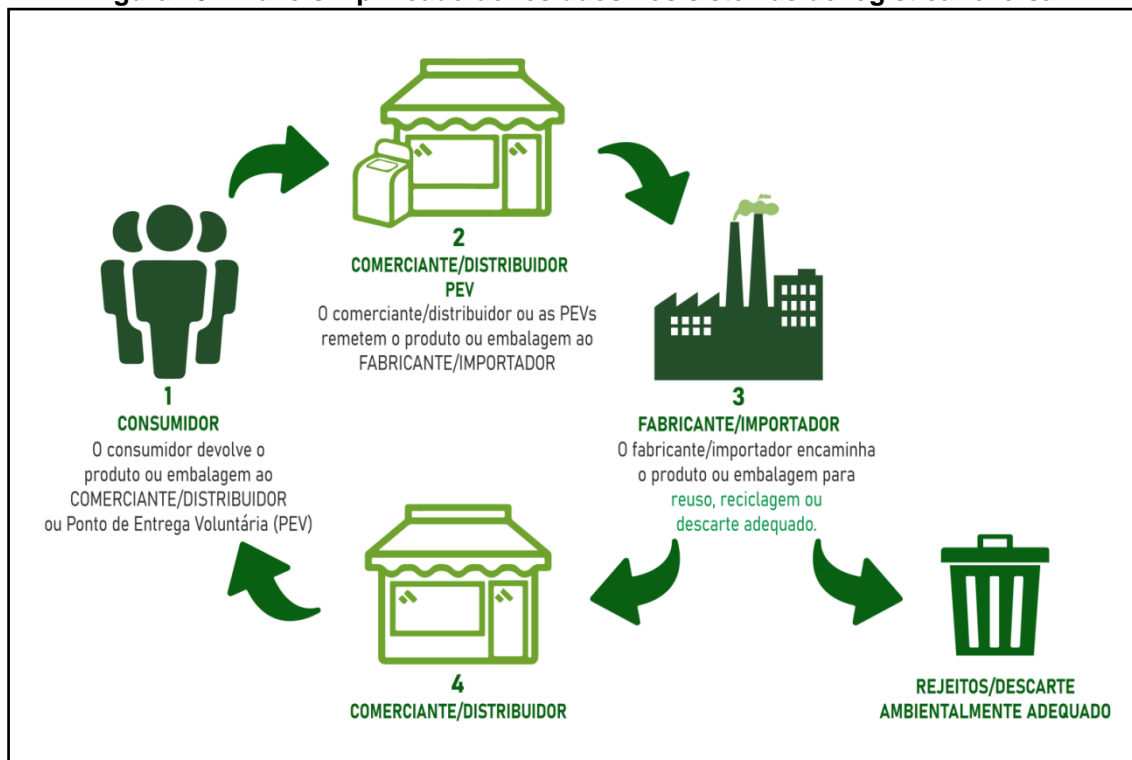 1
CONSUMIDOR
O consumidor devolve o
produto ou embalagem ao
COMERCIANTE/DISTRIBUIDOR
ou Ponto de Entrega Voluntária (PEV)
2
COMERCIANTE/DISTRIBUIDOR
PEV
O comerciante/distribuidor ou as PEVs
remetem o produto ou embalagem ao
FABRICANTE/IMPORTADOR
3
FABRICANTE/IMPORTADOR
O fabricante/importador encaminha
o produto ou embalagem para
reuso, reciclagem ou
descarte adequado.
4
COMERCIANTE/DISTRIBUIDOR
REJEITOS/DESCARTE
AMBIENTALMENTE ADEQUADO